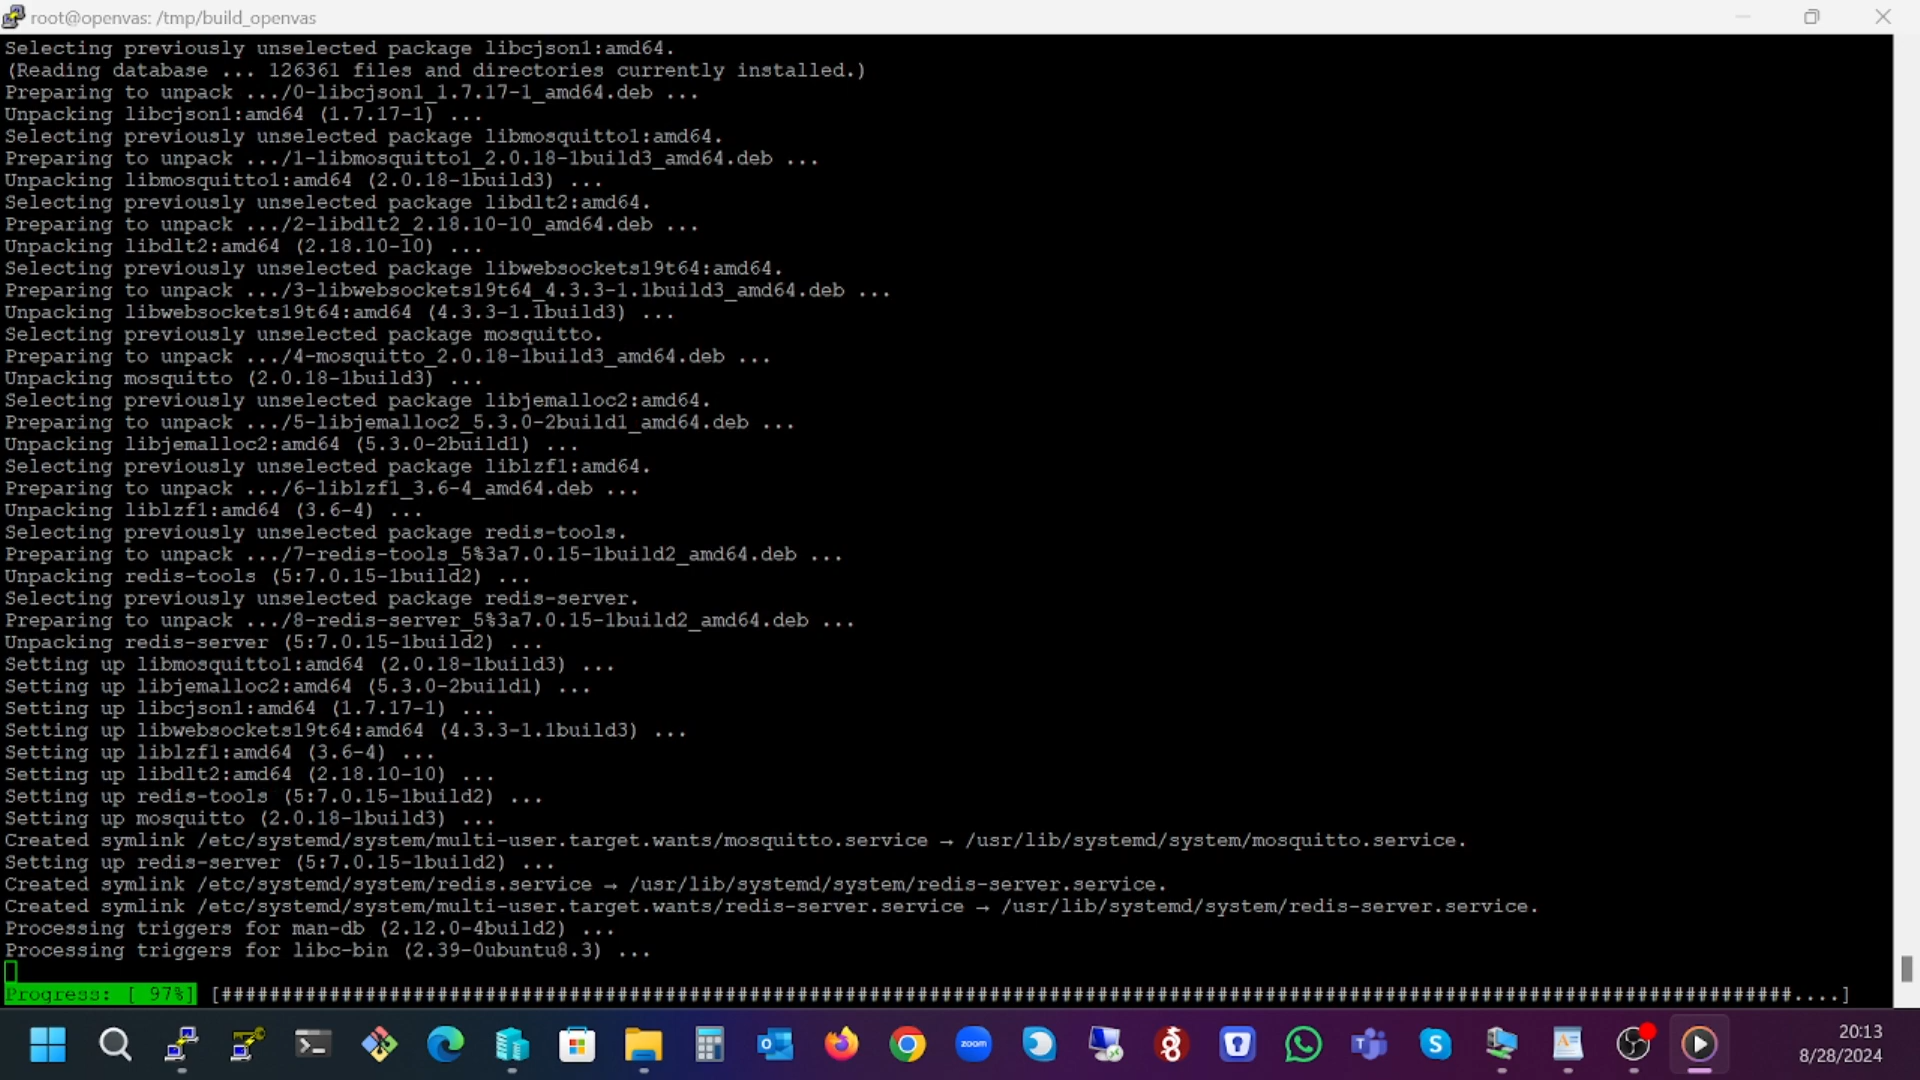 root@openvas: /tmp/build_openvas
Selecting previously unselected package libcjson1:amd64.
(Reading database ... 126361 files and directories currently installed.)
Preparing to unpack .../0-libcjson1_1.7.17-1_amd64.deb ...
Unpacking libcjson1:amd64 (1.7.17-1) ...
Selecting previously unselected package libmosquitto1:amd64.
Preparing to unpack .../1-libmosquitto1_2.0.18-1build3_amd64.deb ...
Unpacking libmosquitto1:amd64 (2.0.18-1build3) ...
Selecting previously unselected package libdlt2:amd64.
Preparing to unpack .../2-libdlt2_2.18.10-10_amd64.deb ...
Unpacking libdlt2:amd64 (2.18.10-10) ...
Selecting previously unselected package libwebsockets19t64:amd64.
Preparing to unpack .../3-libwebsockets19t64_4.3.3-1.1build3_amd64.deb ...
Unpacking libwebsockets19t64:amd64 (4.3.3-1.1build3) ...
Selecting previously unselected package mosquitto.
Preparing to unpack .../4-mosquitto_2.0.18-1build3_amd64.deb ...
Unpacking mosquitto (2.0.18-1build3) ...
Selecting previously unselected package libjemalloc2:amd64.
Preparing to unpack .../5-libjemalloc2_5.3.0-2build1_amd64.deb ...
Unpacking libjemalloc2:amd64 (5.3.0-2build1) ...
Selecting previously unselected package liblzf1:amd64.
Preparing to unpack .../6-liblzf1_3.6-4_amd64.deb ...
Unpacking liblzf1:amd64 (3.6-4) ...
Selecting previously unselected package redis-tools.
Preparing to unpack .../7-redis-tools_5%3a7.0.15-1build2_amd64.deb ...
Unpacking redis-tools (5:7.0.15-1build2) ...
Selecting previously unselected package redis-server.
Preparing to unpack .../8-redis-server_5%3a7.0.15-1build2_amd64.deb ...
Unpacking redis-server (5:7.0.15-1build2) ...
Setting up libmosquitto1:amd64 (2.0.18-1build3) ...
Setting up libjemalloc2:amd64 (5.3.0-2build1) ...
Setting up libcjson1:amd64 (1.7.17-1) ...
Setting up libwebsockets19t64:amd64 (4.3.3-1.1build3) ...
Setting up liblzf1:amd64 (3.6-4) ...
Setting up libdlt2:amd64 (2.18.10-10) ...
Setting up redis-tools (5:7.0.15-1build2) ...
Setting up mosquitto (2.0.18-1build3) ...
Created symlink /etc/systemd/system/multi-user.target.wants/mosquitto.service → /usr/lib/systemd/system/mosquitto.service.
Setting up redis-server (5:7.0.15-1build2) ...
Created symlink /etc/systemd/system/redis.service → /usr/lib/systemd/system/redis-server.service.
Created symlink /etc/systemd/system/multi-user.target.wants/redis-server.service → /usr/lib/systemd/system/redis-server.service.
Processing triggers for man-db (2.12.0-4build2) ...
Processing triggers for libc-bin (2.39-0ubuntu8.3) ...
Progress: [ 97%] [###################################################################################################################################....]
zoom
20:13
8/28/2024